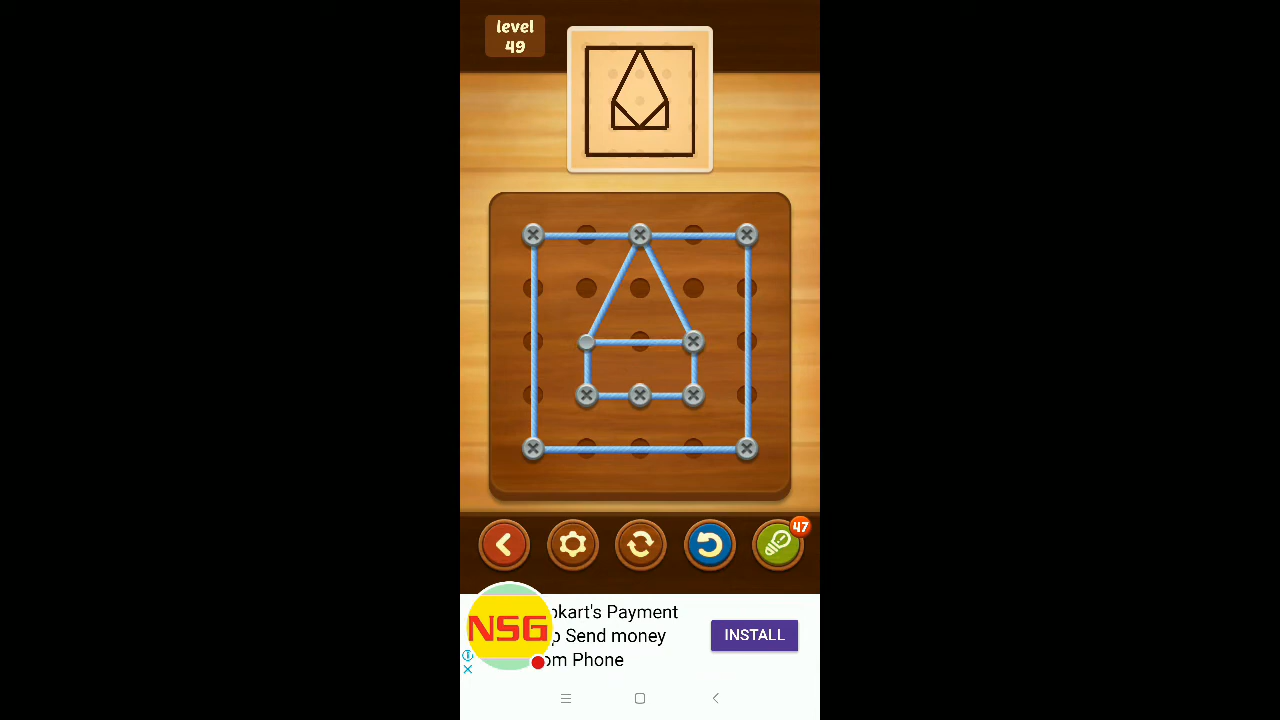 level
49
47
NSG
pkart's Payment
p Send money
om Phone
INSTALL